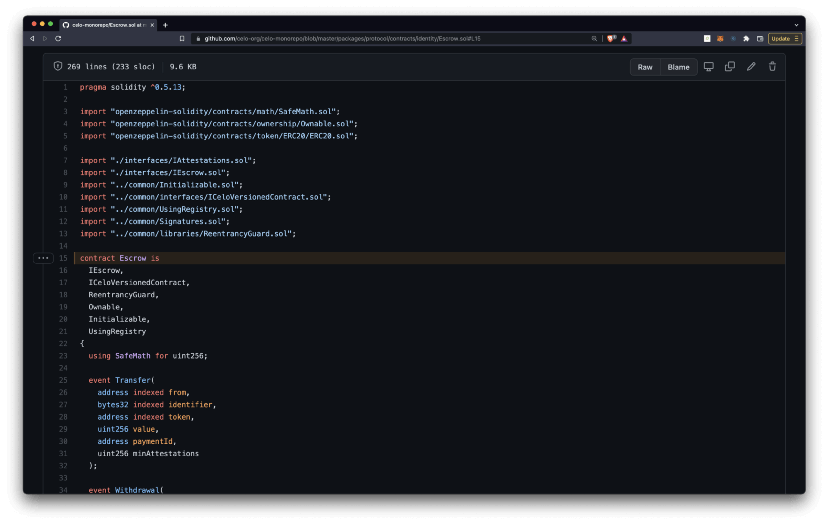 celo-monorepo/Escrow.sol at m
github.com/celo-org/celo-monorepo/blob/master/packages/protocol/contracts/identity/Escrow.sol#L15
Update
269 lines (233 sloc) 9.6 KB
Raw Blame
1 pragma solidity ^0.5.13;
2
3 import "openzeppelin-solidity/contracts/math/SafeMath.sol";
4 import "openzeppelin-solidity/contracts/ownership/Ownable.sol";
5 import "openzeppelin-solidity/contracts/token/ERC20/ERC20.sol";
6
7 import "./interfaces/IAttestations.sol";
8 import "./interfaces/IEscrow.sol";
9 import "../common/Initializable.sol";
10 import "../common/interfaces/ICeloVersionedContract.sol";
11 import "../common/UsingRegistry.sol";
12 import "../common/Signatures.sol";
13 import "../common/libraries/ReentrancyGuard.sol";
14
15 contract Escrow is
16 IEscrow,
17 ICeloVersionedContract,
18 ReentrancyGuard,
19 Ownable,
20 Initializable,
21 UsingRegistry
22 {
23 using SafeMath for uint256;
24
25 event Transfer(
26 address indexed from,
27 bytes32 indexed identifier,
28 address indexed token,
29 uint256 value,
30 address paymentId,
31 uint256 minAttestations
32 );
33
34 event Withdrawal(